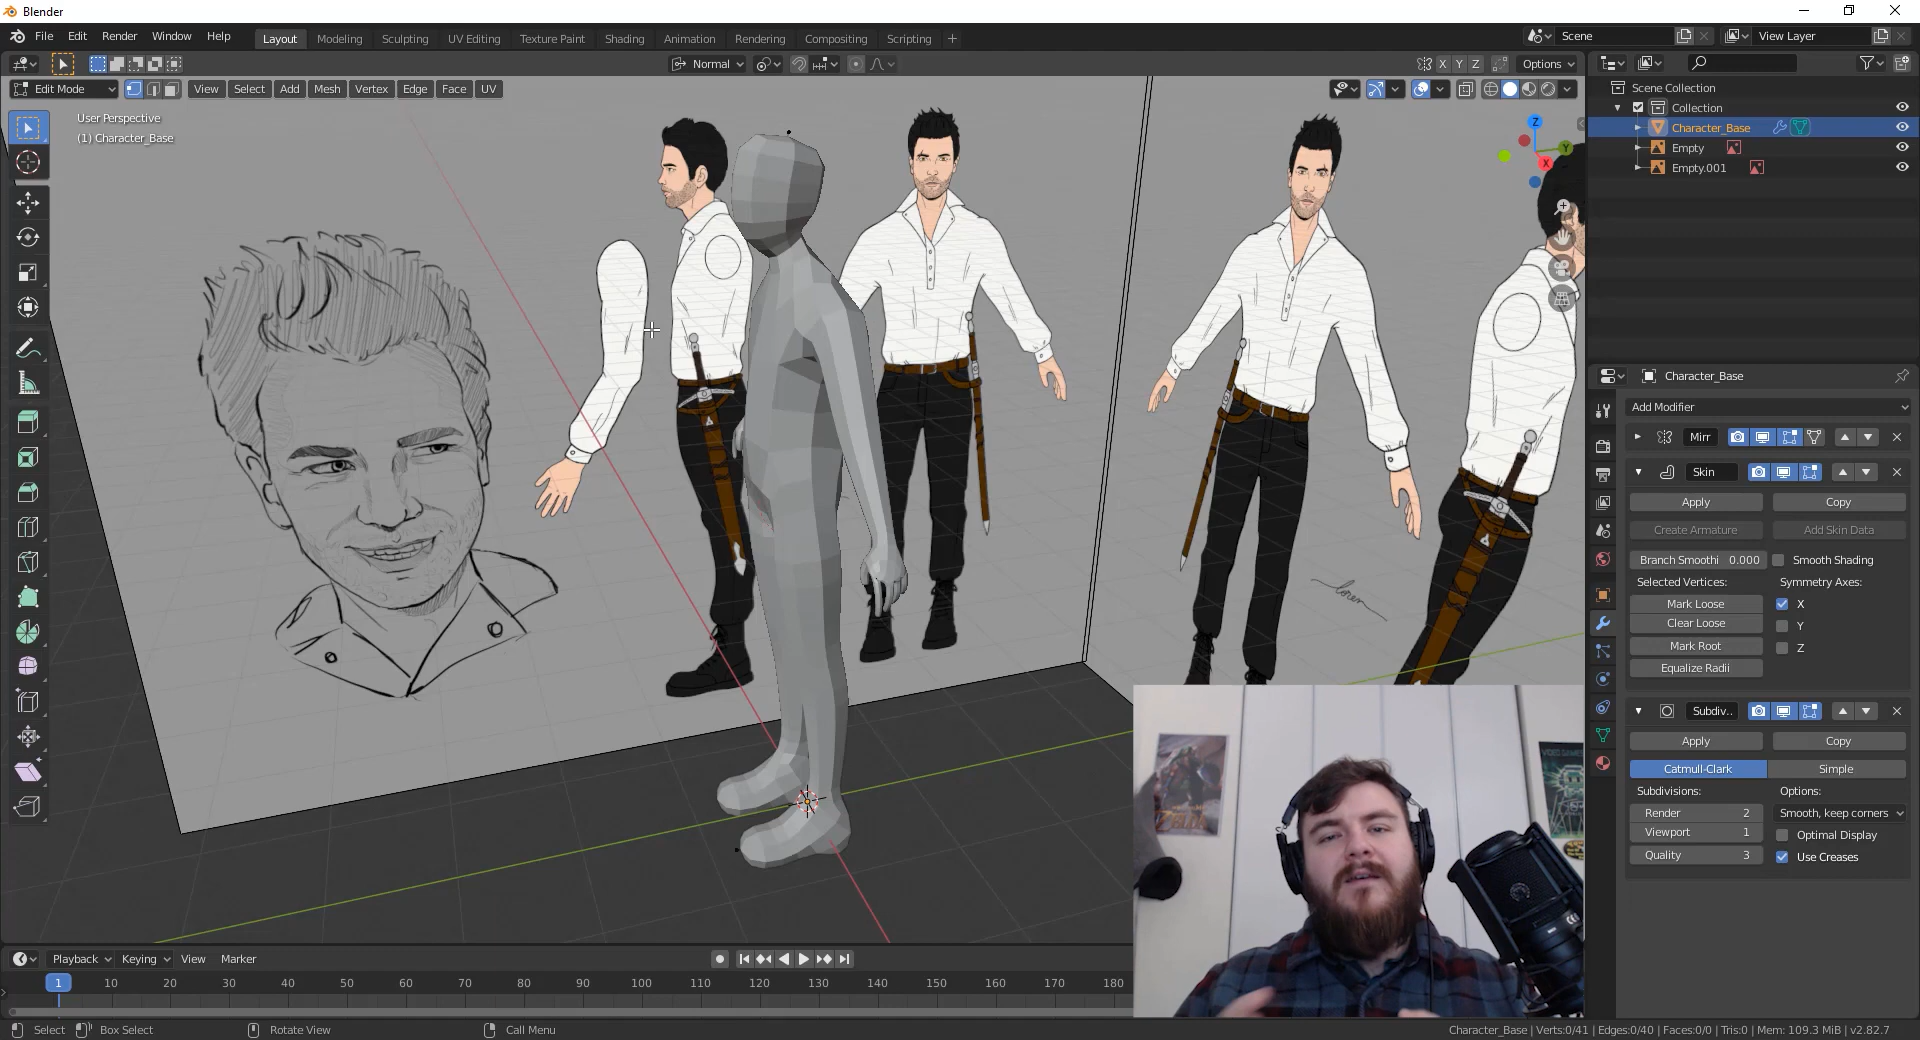 Blender
File Edit Render Window Help
Layout Modeling Sculpting UV Editing Texture Paint Shading Animation Rendering Compositing Scripting +
Scene
View Layer
Normal
X Y Z
Options
Edit Mode
View Select Add Mesh Vertex Edge Face UV
User Perspective
(1) Character_Base
Z
Y
X
Scene Collection
Collection
Character_Base
Empty
Empty.001
Character_Base
Add Modifier
Mirr
Skin
Apply Copy
Create Armature Add Skin Data
Branch Smoothi 0.000 Smooth Shading
Selected Vertices: Symmetry Axes:
Mark Loose X
Clear Loose Y
Mark Root Z
Equalize Radii
Subdiv..
Apply Copy
Catmull-Clark Simple
Subdivisions: Options:
Render 2 Smooth, keep corners
Viewport 1 Optimal Display
Quality 3 Use Creases
ZELDA
Playback Keying View Marker
1 10 20 30 40 50 60 70 80 90 100 110 120 130 140 150 160 170 180
Select Box Select Rotate View Call Menu
Character_Base | Verts:0/41 | Edges:0/40 | Faces:0/0 | Tris:0 | Mem: 109.3 MiB | v2.82.7